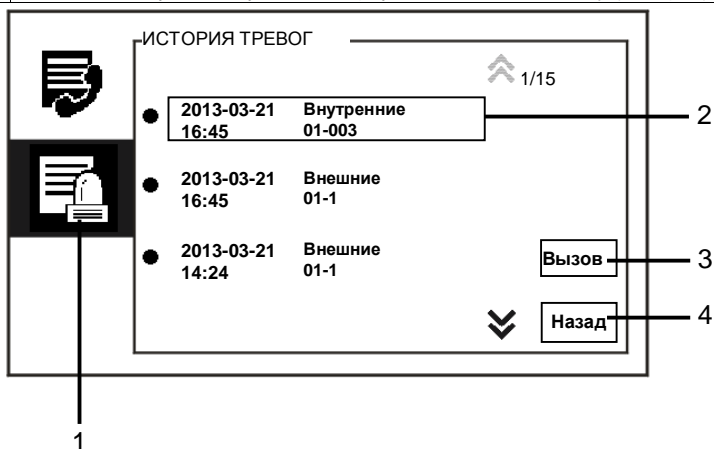 ИСТОРИЯ ТРЕВОГ
1/15
2013-03-21 Внутренние
16:45 01-003
2
2013-03-21 Внешние
16:45 01-1
2013-03-21 Внешние
14:24 01-1
Вызов
3
Назад
4
1